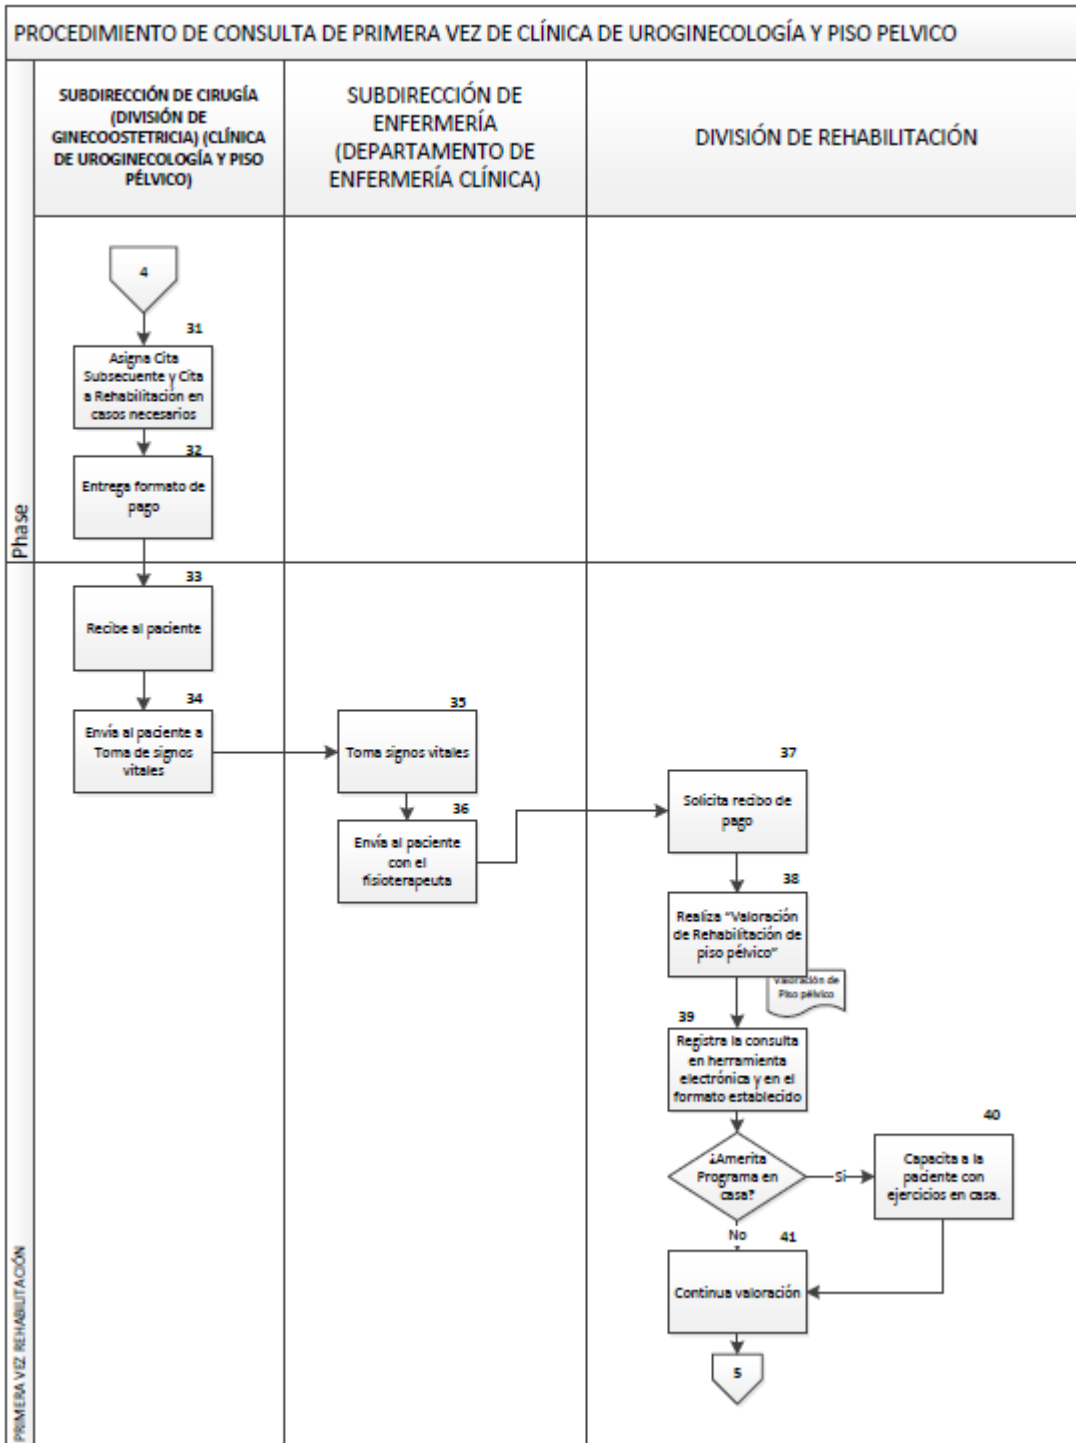 PROCEDIMIENTO DE CONSULTA DE PRIMERA VEZ DE CLÍNICA DE UROGINECOLOGÍA Y PISO PELVICO
Phase
SUBDIRECCIÓN DE CIRUGÍA
(DIVISIÓN DE
GINECOOSTETRICIA) (CLÍNICA
DE UROGINECOLOGÍA Y PISO
PÉLVICO)
SUBDIRECCIÓN DE
ENFERMERÍA
(DEPARTAMENTO DE
ENFERMERÍA CLÍNICA)
DIVISIÓN DE REHABILITACIÓN
4
31
Asigna Cita
Subsecuente y Cita
a Rehabilitación en
casos necesarios
32
Entrega formato de
pago
PRIMERA VEZ REHABILITACIÓN
33
Recibe al paciente
34
Envía al paciente a
Toma de signos
vitales
35
Toma signos vitales
36
Envía al paciente
con el
fisioterapeuta
37
Solicita recibo de
pago
38
Realiza “Valoración
de Rehabilitación de
piso pélvico”
Valoración de
Piso pélvico
39
Registra la consulta
en herramienta
electrónica y en el
formato establecido
¿Amerita
Programa en
casa?
Si
40
Capacita a la
paciente con
ejercicios en casa.
No
41
Continua valoración
5